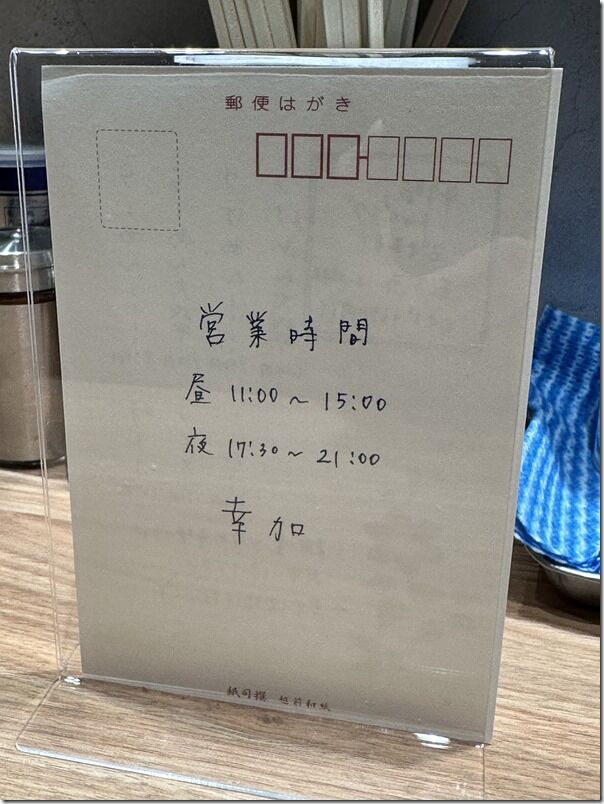 郵便はがき
営業時間
昼 11:00～15:00
夜 17:30～21:00
幸加
紙司撰 越前和紙